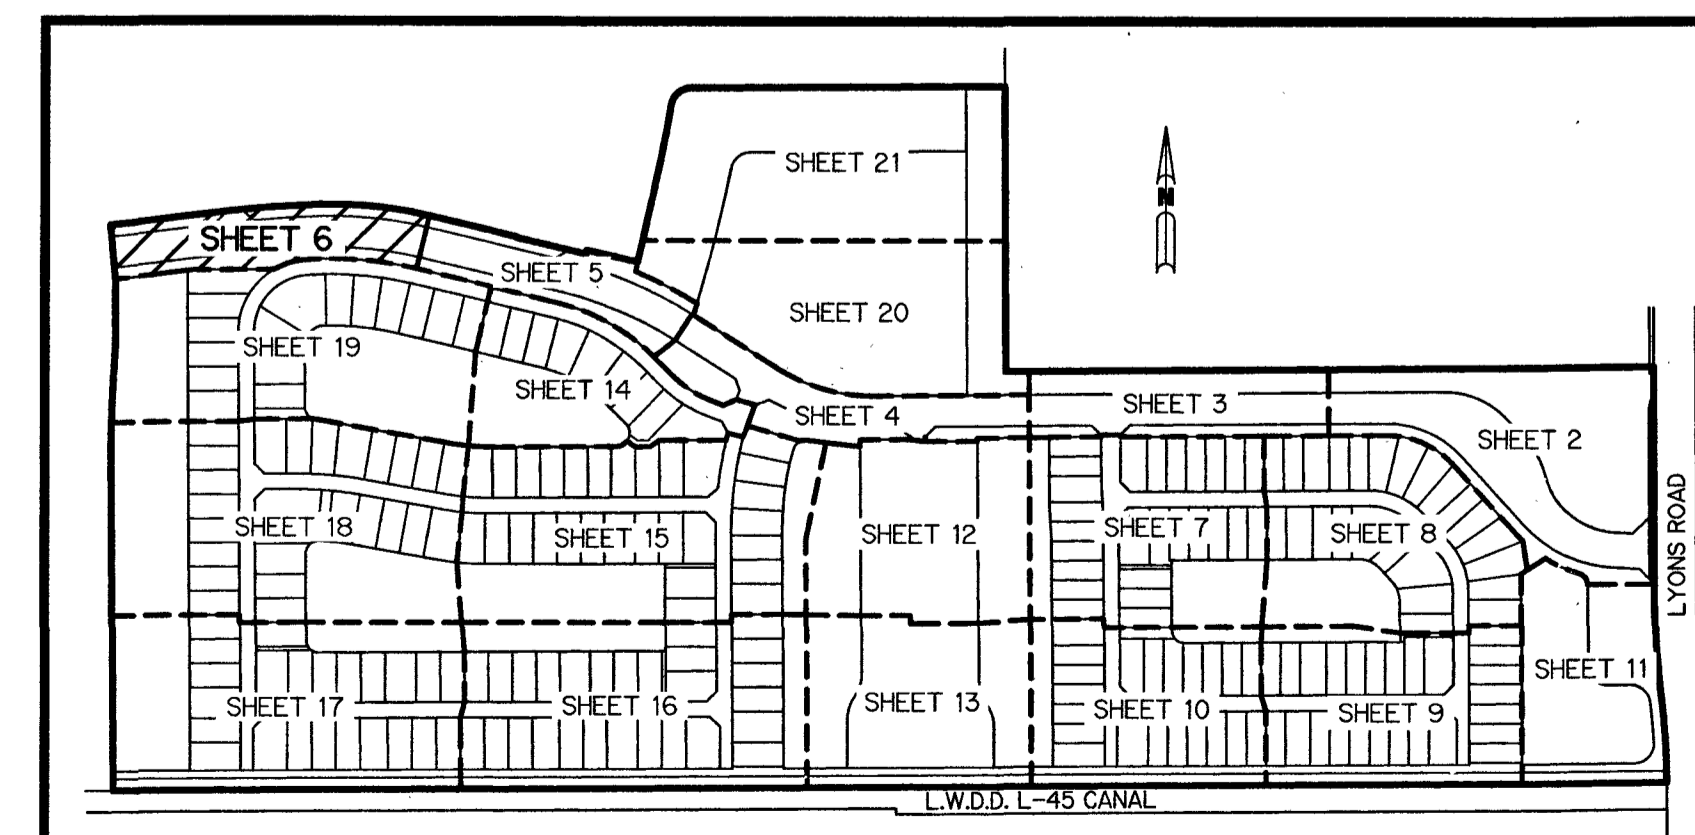 SHEET 21
N
SHEET 6
SHEET 5
SHEET 20
SHEET 19
SHEET 14
SHEET 4
SHEET 3
SHEET 2
LYONS ROAD
SHEET 18
SHEET 15
SHEET 12
SHEET 7
SHEET 8
SHEET 11
SHEET 17
SHEET 16
SHEET 13
SHEET 10
SHEET 9
L.W.D.D. L-45 CANAL